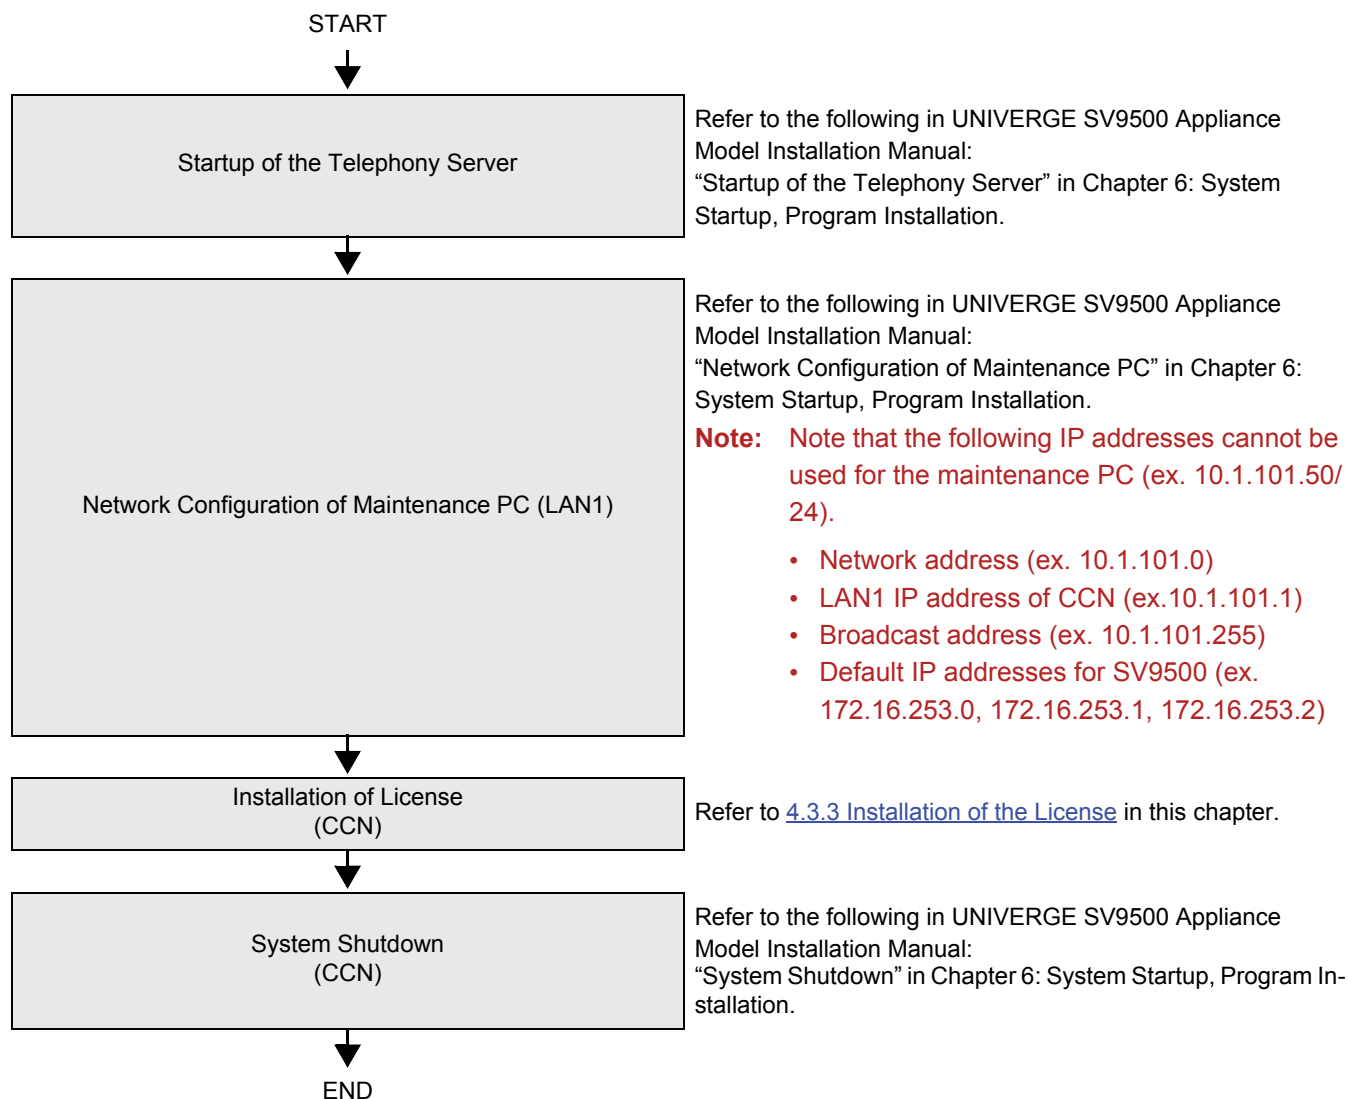 START
Startup of the Telephony Server
Refer to the following in UNIVERGE SV9500 Appliance
Model Installation Manual:
“Startup of the Telephony Server” in Chapter 6: System
Startup, Program Installation.
Network Configuration of Maintenance PC (LAN1)
Refer to the following in UNIVERGE SV9500 Appliance
Model Installation Manual:
“Network Configuration of Maintenance PC” in Chapter 6:
System Startup, Program Installation.
Note: Note that the following IP addresses cannot be
used for the maintenance PC (ex. 10.1.101.50/
24).
• Network address (ex. 10.1.101.0)
• LAN1 IP address of CCN (ex.10.1.101.1)
• Broadcast address (ex. 10.1.101.255)
• Default IP addresses for SV9500 (ex.
172.16.253.0, 172.16.253.1, 172.16.253.2)
Installation of License
(CCN)
Refer to 4.3.3 Installation of the License in this chapter.
System Shutdown
(CCN)
Refer to the following in UNIVERGE SV9500 Appliance
Model Installation Manual:
“System Shutdown” in Chapter 6: System Startup, Program In-
stallation.
END